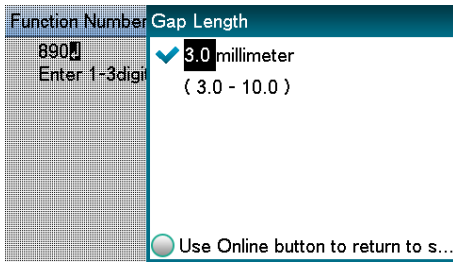 Function Number
890
Enter 1-3digi
Gap Length
3.0 millimeter
( 3.0 - 10.0 )
Use Online button to return to s...